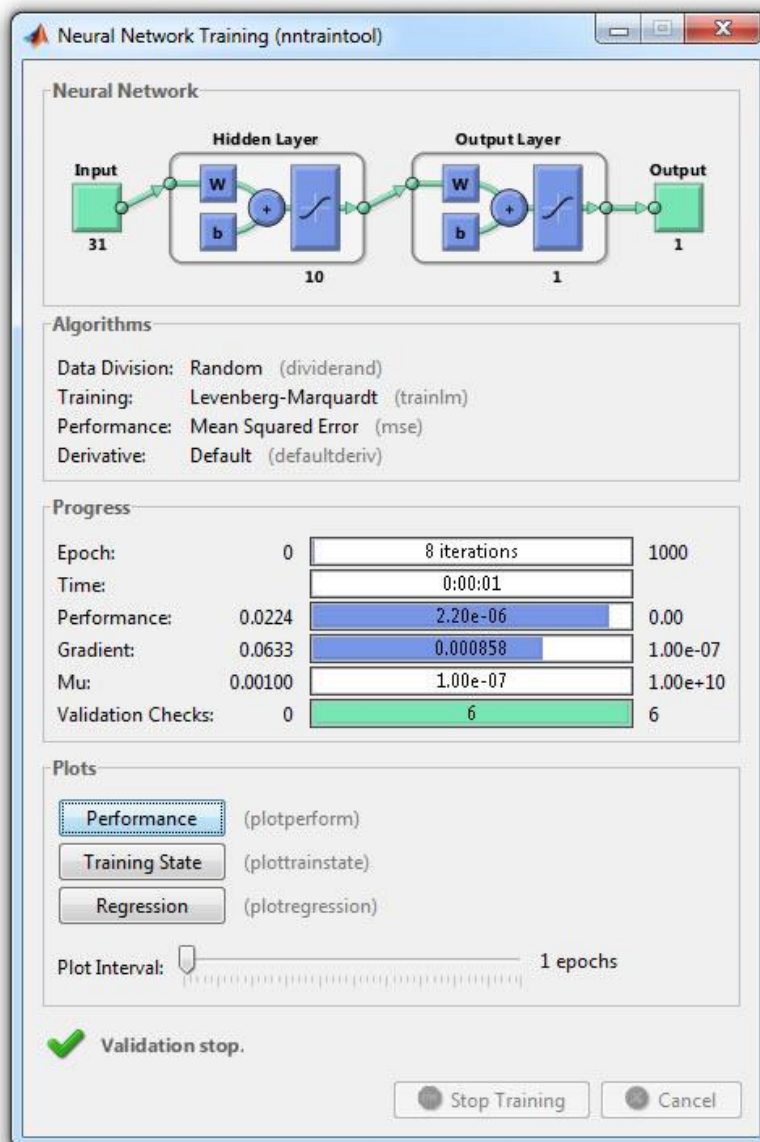 Neural Network Training (nntraintool)
Neural Network
Hidden Layer Output Layer
Input Output
W W
+ +
b b
31 1
10 1
Algorithms
Data Division: Random (dividerand)
Training: Levenberg-Marquardt (trainlm)
Performance: Mean Squared Error (mse)
Derivative: Default (defaultderiv)
Progress
Epoch: 0 8 iterations 1000
Time: 0:00:01
Performance: 0.0224 2.20e-06 0.00
Gradient: 0.0633 0.000858 1.00e-07
Mu: 0.00100 1.00e-07 1.00e+10
Validation Checks: 0 6 6
Plots
Performance (plotperform)
Training State (plottrainstate)
Regression (plotregression)
Plot Interval: 1 epochs
Validation stop.
Stop Training Cancel